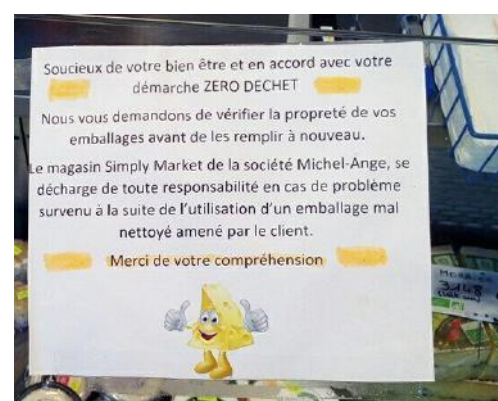 Soucieux de votre bien être et en accord avec votre
démarche ZERO DECHET
Nous vous demandons de vérifier la propreté de vos
emballages avant de les remplir à nouveau.
Le magasin Simply Market de la société Michel-Ange, se
décharge de toute responsabilité en cas de problème
survenu à la suite de l'utilisation d'un emballage mal
nettoyé amené par le client.
Merci de votre compréhension